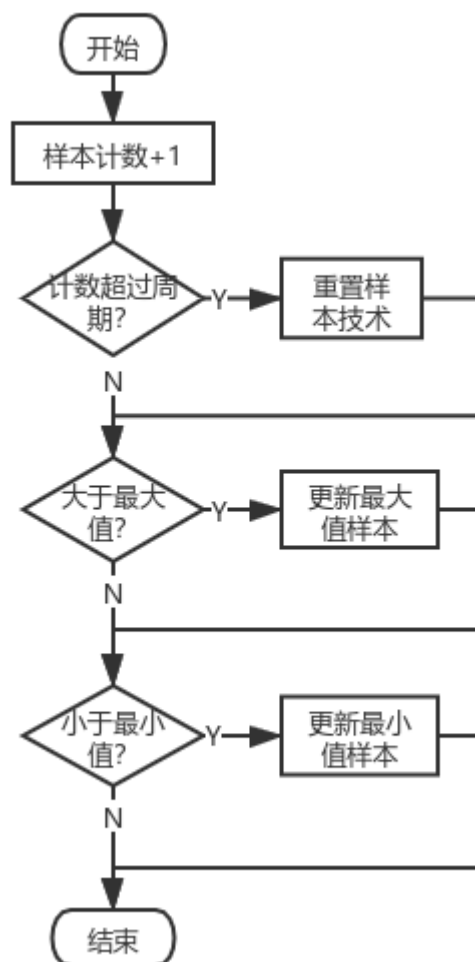 开始
样本计数+1
计数超过周
期?
Y
重置样
本技术
N
大于最大
值?
Y
更新最大
值样本
N
小于最小
值?
Y
更新最小
值样本
N
结束